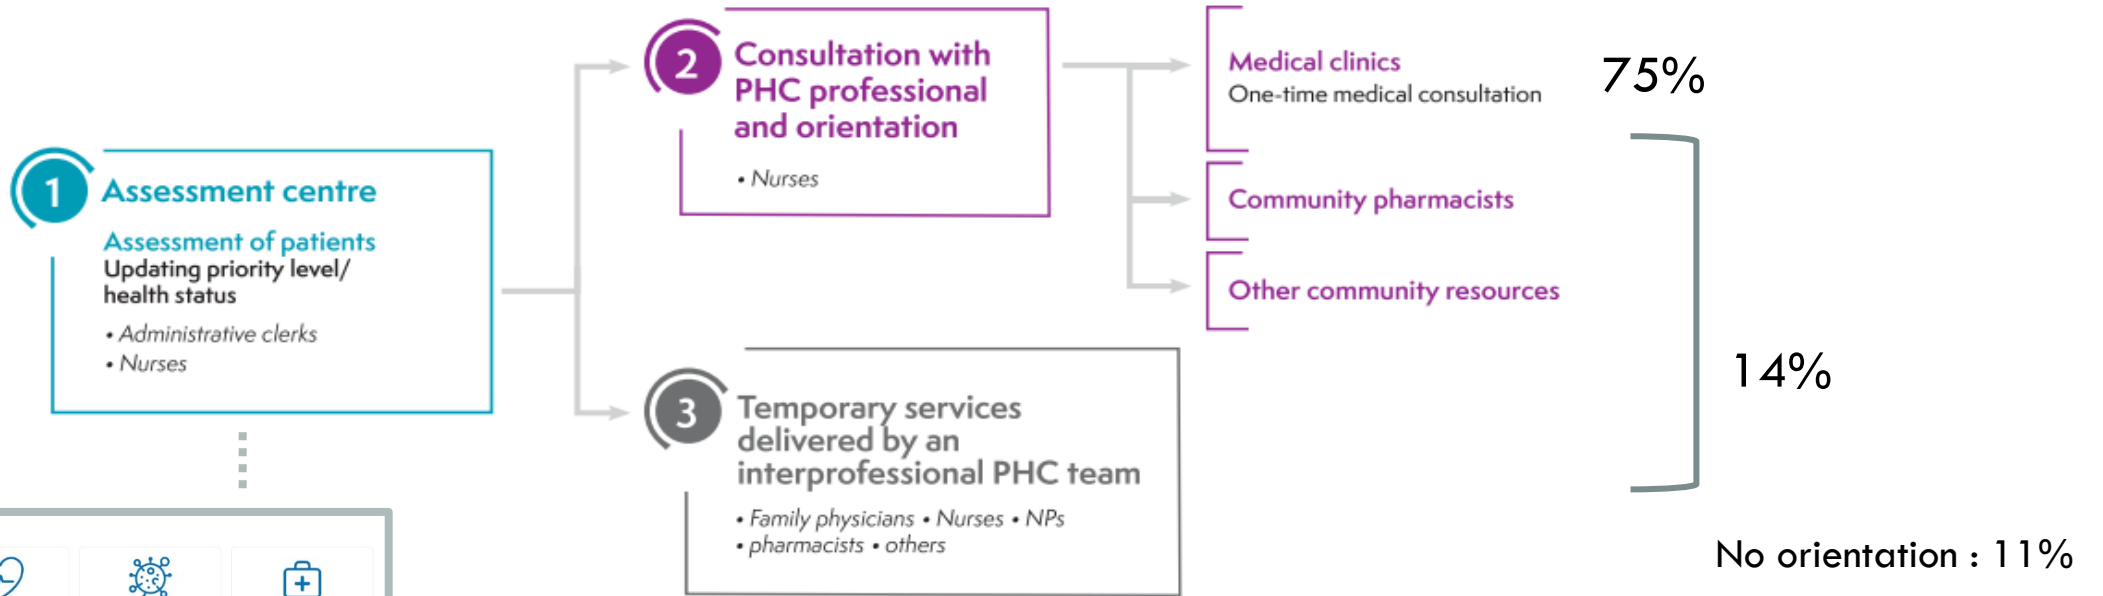 1
Assessment centre
Assessment of patients
Updating priority level/
health status
• Administrative clerks
• Nurses
2
Consultation with
PHC professional
and orientation
• Nurses
3
Temporary services
delivered by an
interprofessional PHC team
• Family physicians • Nurses • NPs
• pharmacists • others
Medical clinics
One-time medical consultation
75%
Community pharmacists
Other community resources
14%
No orientation : 11%